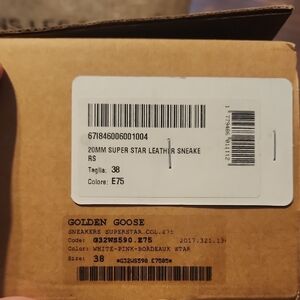 67I846006001004
20MM SUPER STAR LEATHER SNEAKE
RS
Taglia: 38
Colore: E75
GOLDEN GOOSE
SNEAKERS SUPERSTAR COL.E75
Code: G32WS590.E75
Color: WHITE-PINK-BORDEAUX STAR
Size: 38